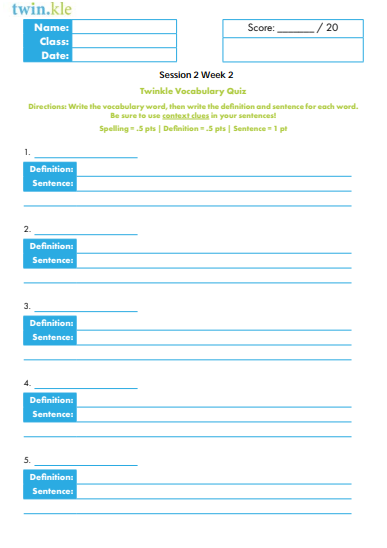 twin.kle
Name:
Class:
Date:
Score: _______ / 20
Session 2 Week 2
Twinkle Vocabulary Quiz
Directions: Write the vocabulary word, then write the definition and sentence for each word.
Be sure to use context clues in your sentences!
Spelling = .5 pts | Definition = .5 pts | Sentence = 1 pt
1.
Definition:
Sentence:
2.
Definition:
Sentence:
3.
Definition:
Sentence:
4.
Definition:
Sentence:
5.
Definition:
Sentence: